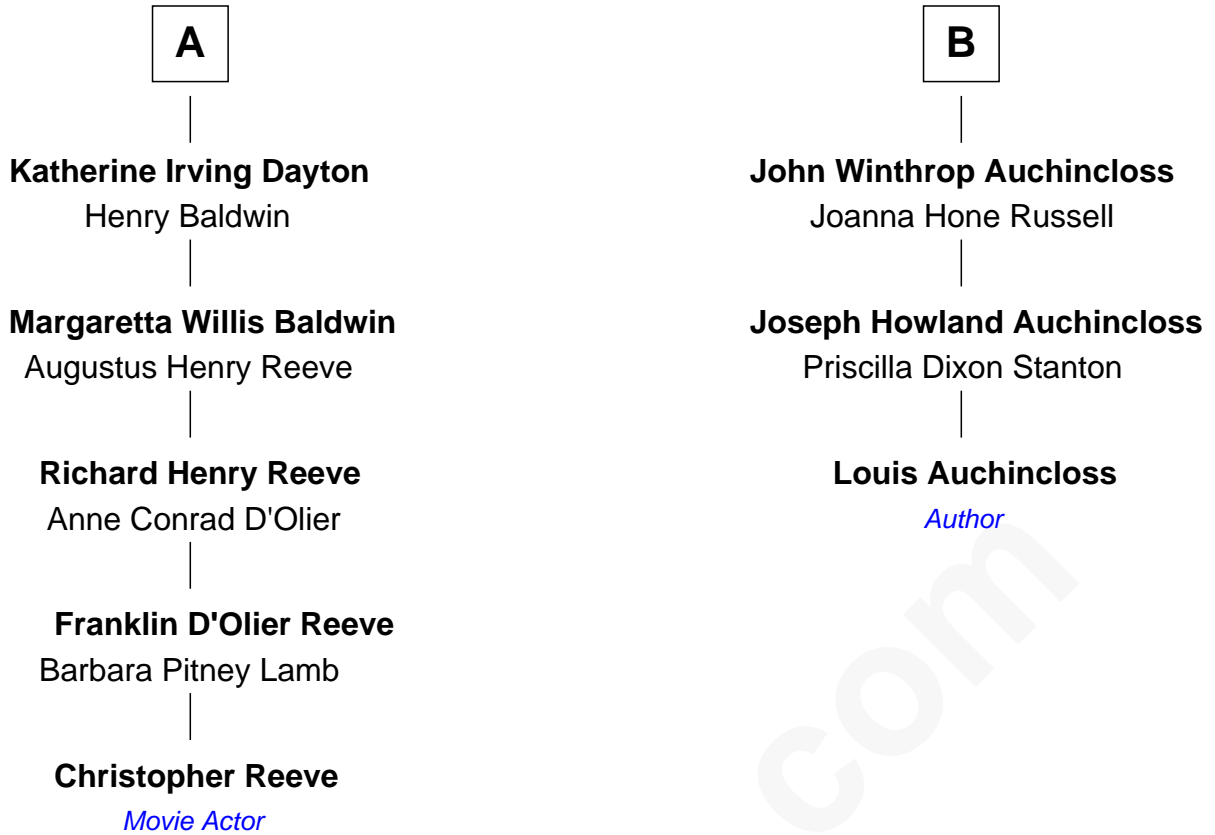 A
Katherine Irving Dayton
Henry Baldwin
Margaretta Willis Baldwin
Augustus Henry Reeve
Richard Henry Reeve
Anne Conrad D'Olier
Franklin D'Olier Reeve
Barbara Pitney Lamb
Christopher Reeve
Movie Actor
B
John Winthrop Auchincloss
Joanna Hone Russell
Joseph Howland Auchincloss
Priscilla Dixon Stanton
Louis Auchincloss
Author
com